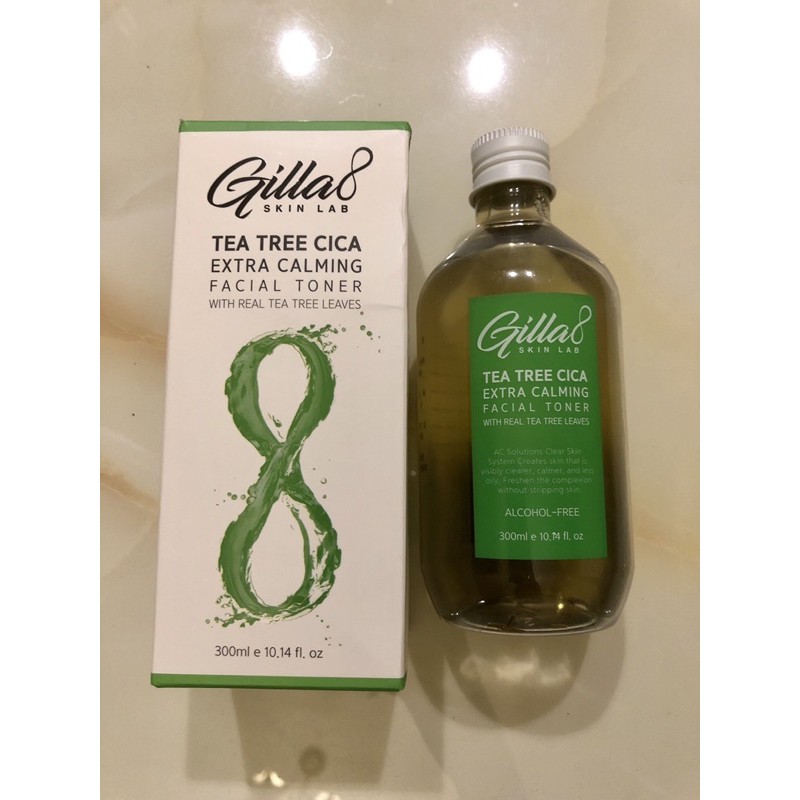 Gilla8
SKIN LAB
TEA TREE CICA
EXTRA CALMING
FACIAL TONER
WITH REAL TEA TREE LEAVES
300ml e 10.14 fl. oz
Gilla8
SKIN LAB
TEA TREE CICA
EXTRA CALMING
FACIAL TONER
WITH REAL TEA TREE LEAVES
AC Solutions Clear Skin
System Creates skin that is
visibly clewler, calmer, and less
oily. Freshen the complexion
without stripping skin.
ALCOHOL-FREE
300ml e 10.14 fl. oz